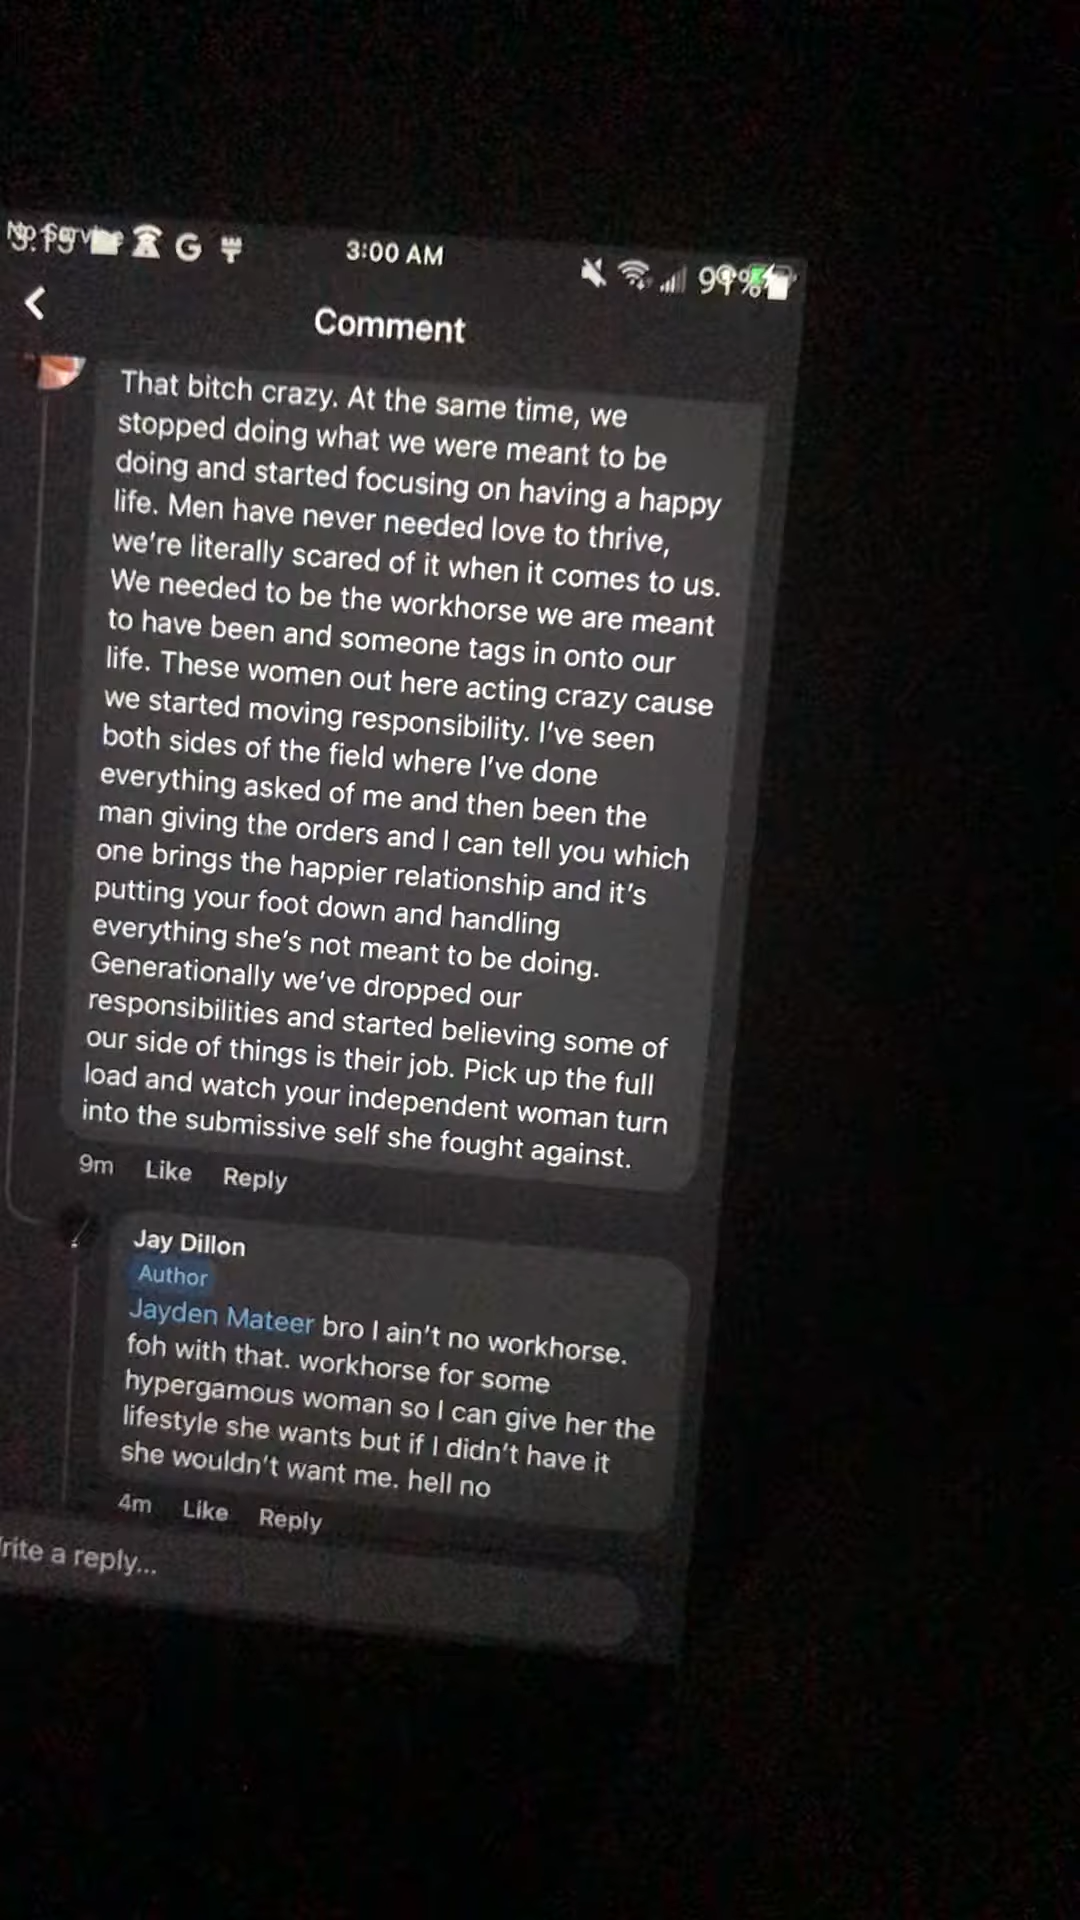 G
3:00 AM
Comment
That bitch crazy. At the same time, we
stopped doing what we were meant to be
doing and started focusing on having a happy
life. Men have never needed love to thrive,
we're literally scared of it when it comes to us.
We needed to be the workhorse we are meant
to have been and someone tags in onto our
life. These women out here acting crazy cause
we started moving responsibility. I've seen
both sides of the field where I've done
everything asked of me and then been the
man giving the orders and I can tell you which
one brings the happier relationship and it's
putting your foot down and handling
everything she's not meant to be doing.
Generationally we've dropped our
responsibilities and started believing some of
our side of things is their job. Pick up the full
load and watch your independent woman turn
into the submissive self she fought against.
9m Like Reply
Jay Dillon
Author
Jayden Mateer bro I ain't no workhorse.
foh with that. workhorse for some
hypergamous woman so I can give her the
lifestyle she wants but if I didn't have it
she wouldn't want me. hell no
4m Like Reply
rite a reply...